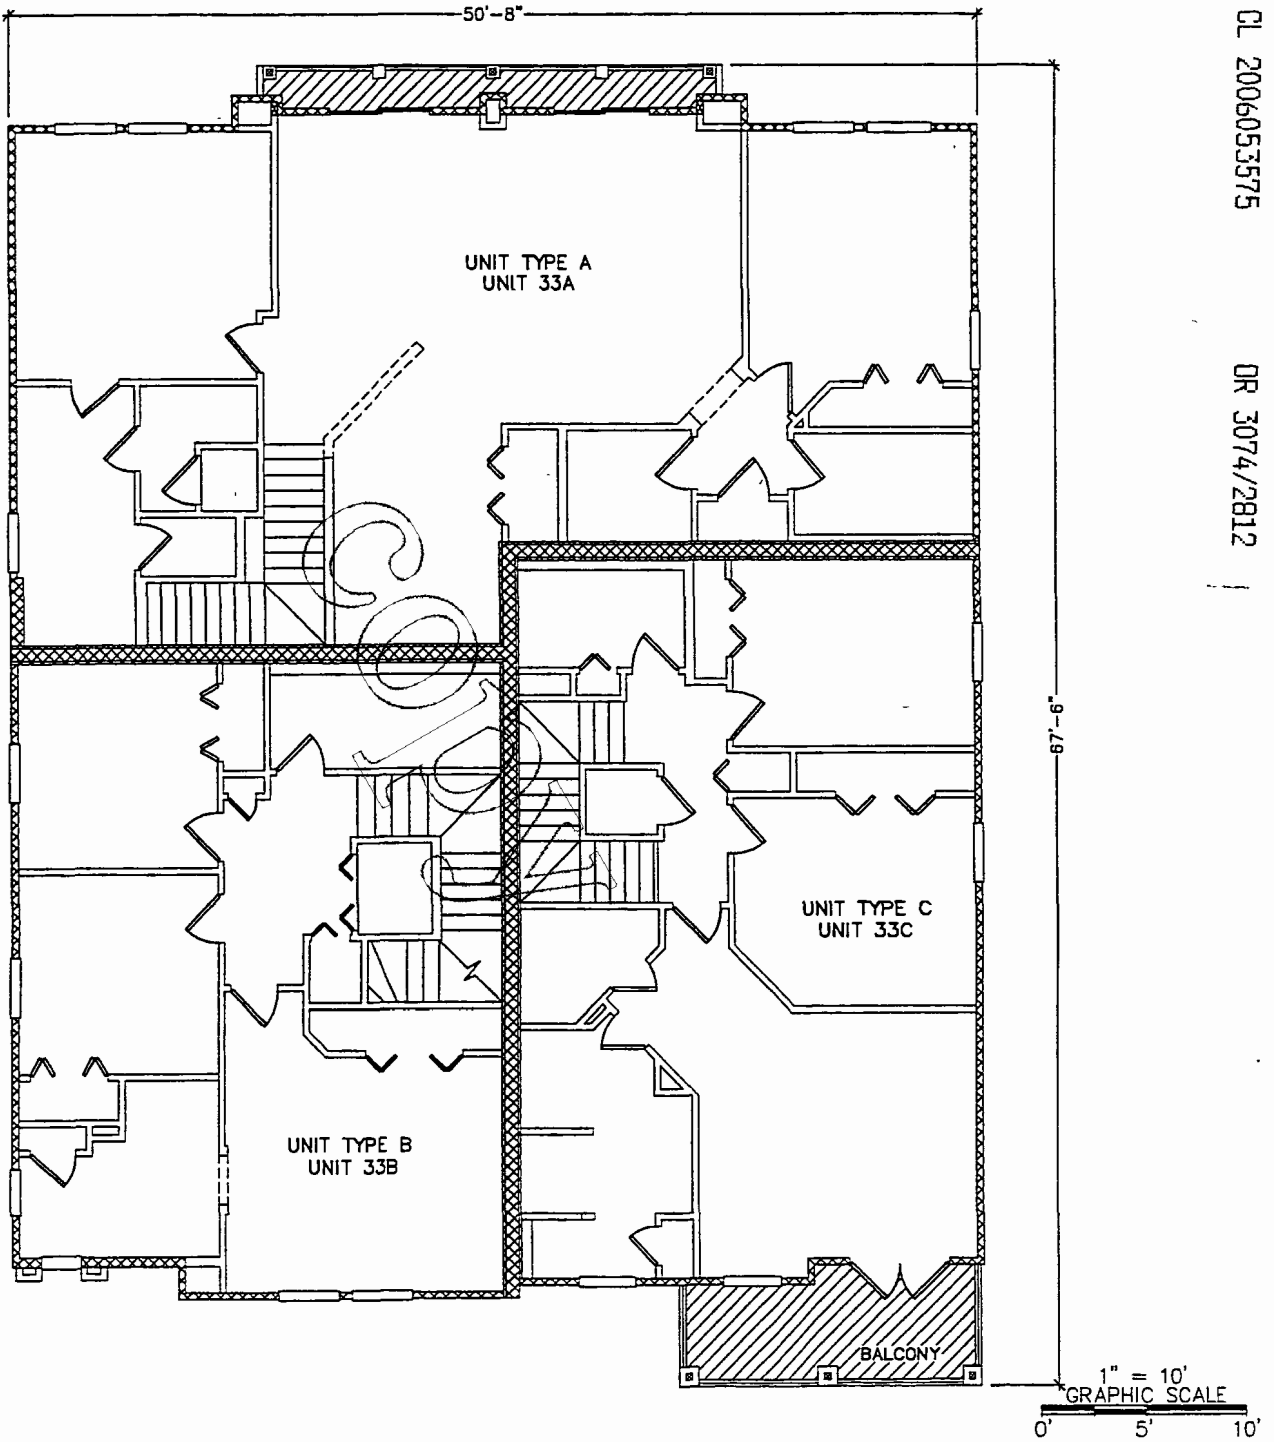 50'-8"
CL 2006053575
OR 3074/2812
UNIT TYPE A
UNIT 33A
67'-6"
COPY
UNIT TYPE C
UNIT 33C
UNIT TYPE B
UNIT 33B
BALCONY
1" = 10'
GRAPHIC SCALE
0' 5' 10'